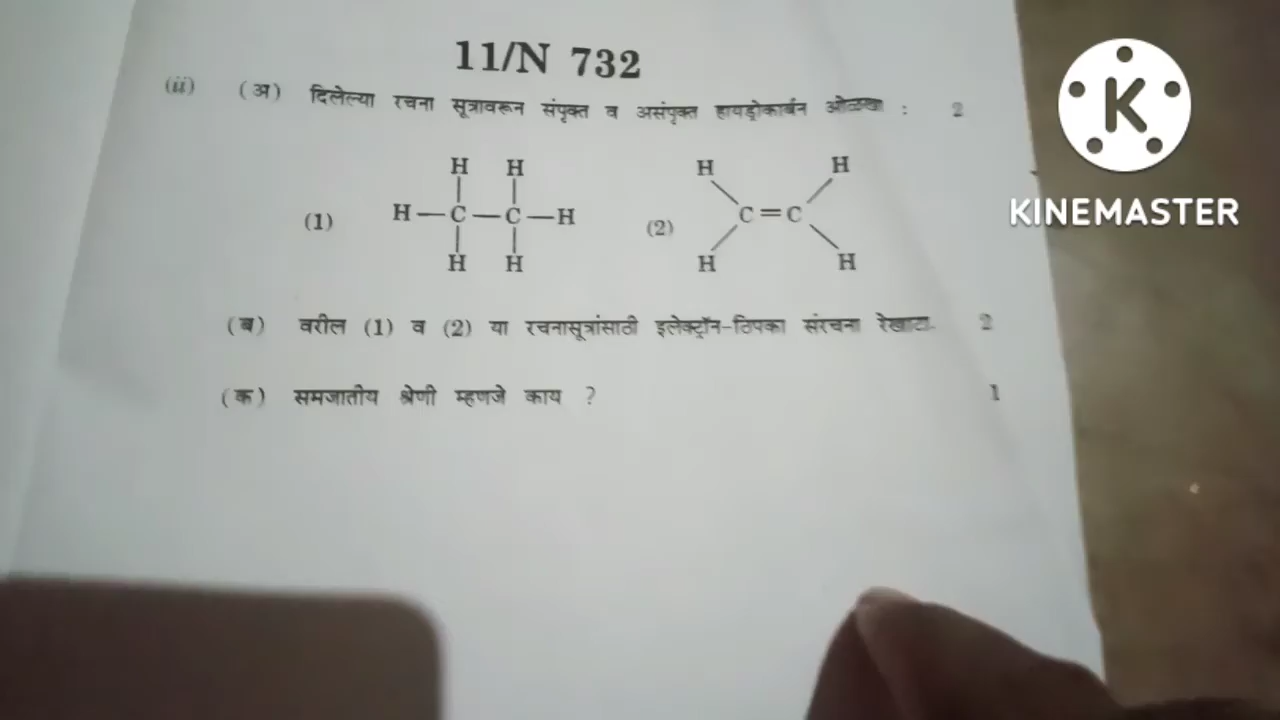 11/N 732
(ii) (अ) दिलेल्या रचना सूत्रावरून संपृक्त व असंपृक्त हायड्रोकार्बन ओळखा : 2
H H H H
(1) H—C—C—H (2) C=C
H H H H
(ब) वरील (1) व (2) या रचनासूत्रांसाठी इलेक्ट्रॉन-ठिपका संरचना रेखाटा. 2
(क) समजातीय श्रेणी म्हणजे काय ? 1
K
KINEMASTER